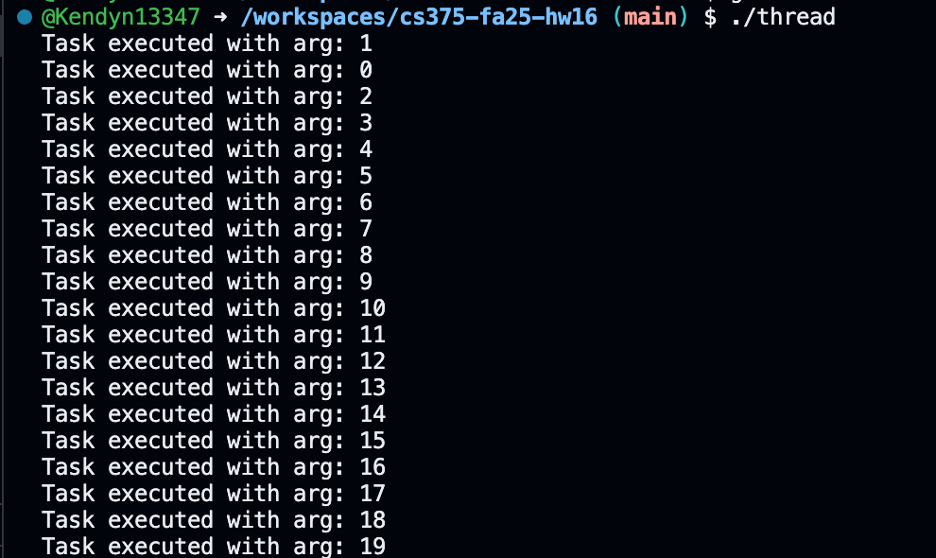 @Kendyn13347 → /workspaces/cs375-fa25-hw16 (main) $ ./thread
Task executed with arg: 1
Task executed with arg: 0
Task executed with arg: 2
Task executed with arg: 3
Task executed with arg: 4
Task executed with arg: 5
Task executed with arg: 6
Task executed with arg: 7
Task executed with arg: 8
Task executed with arg: 9
Task executed with arg: 10
Task executed with arg: 11
Task executed with arg: 12
Task executed with arg: 13
Task executed with arg: 14
Task executed with arg: 15
Task executed with arg: 16
Task executed with arg: 17
Task executed with arg: 18
Task executed with arg: 19